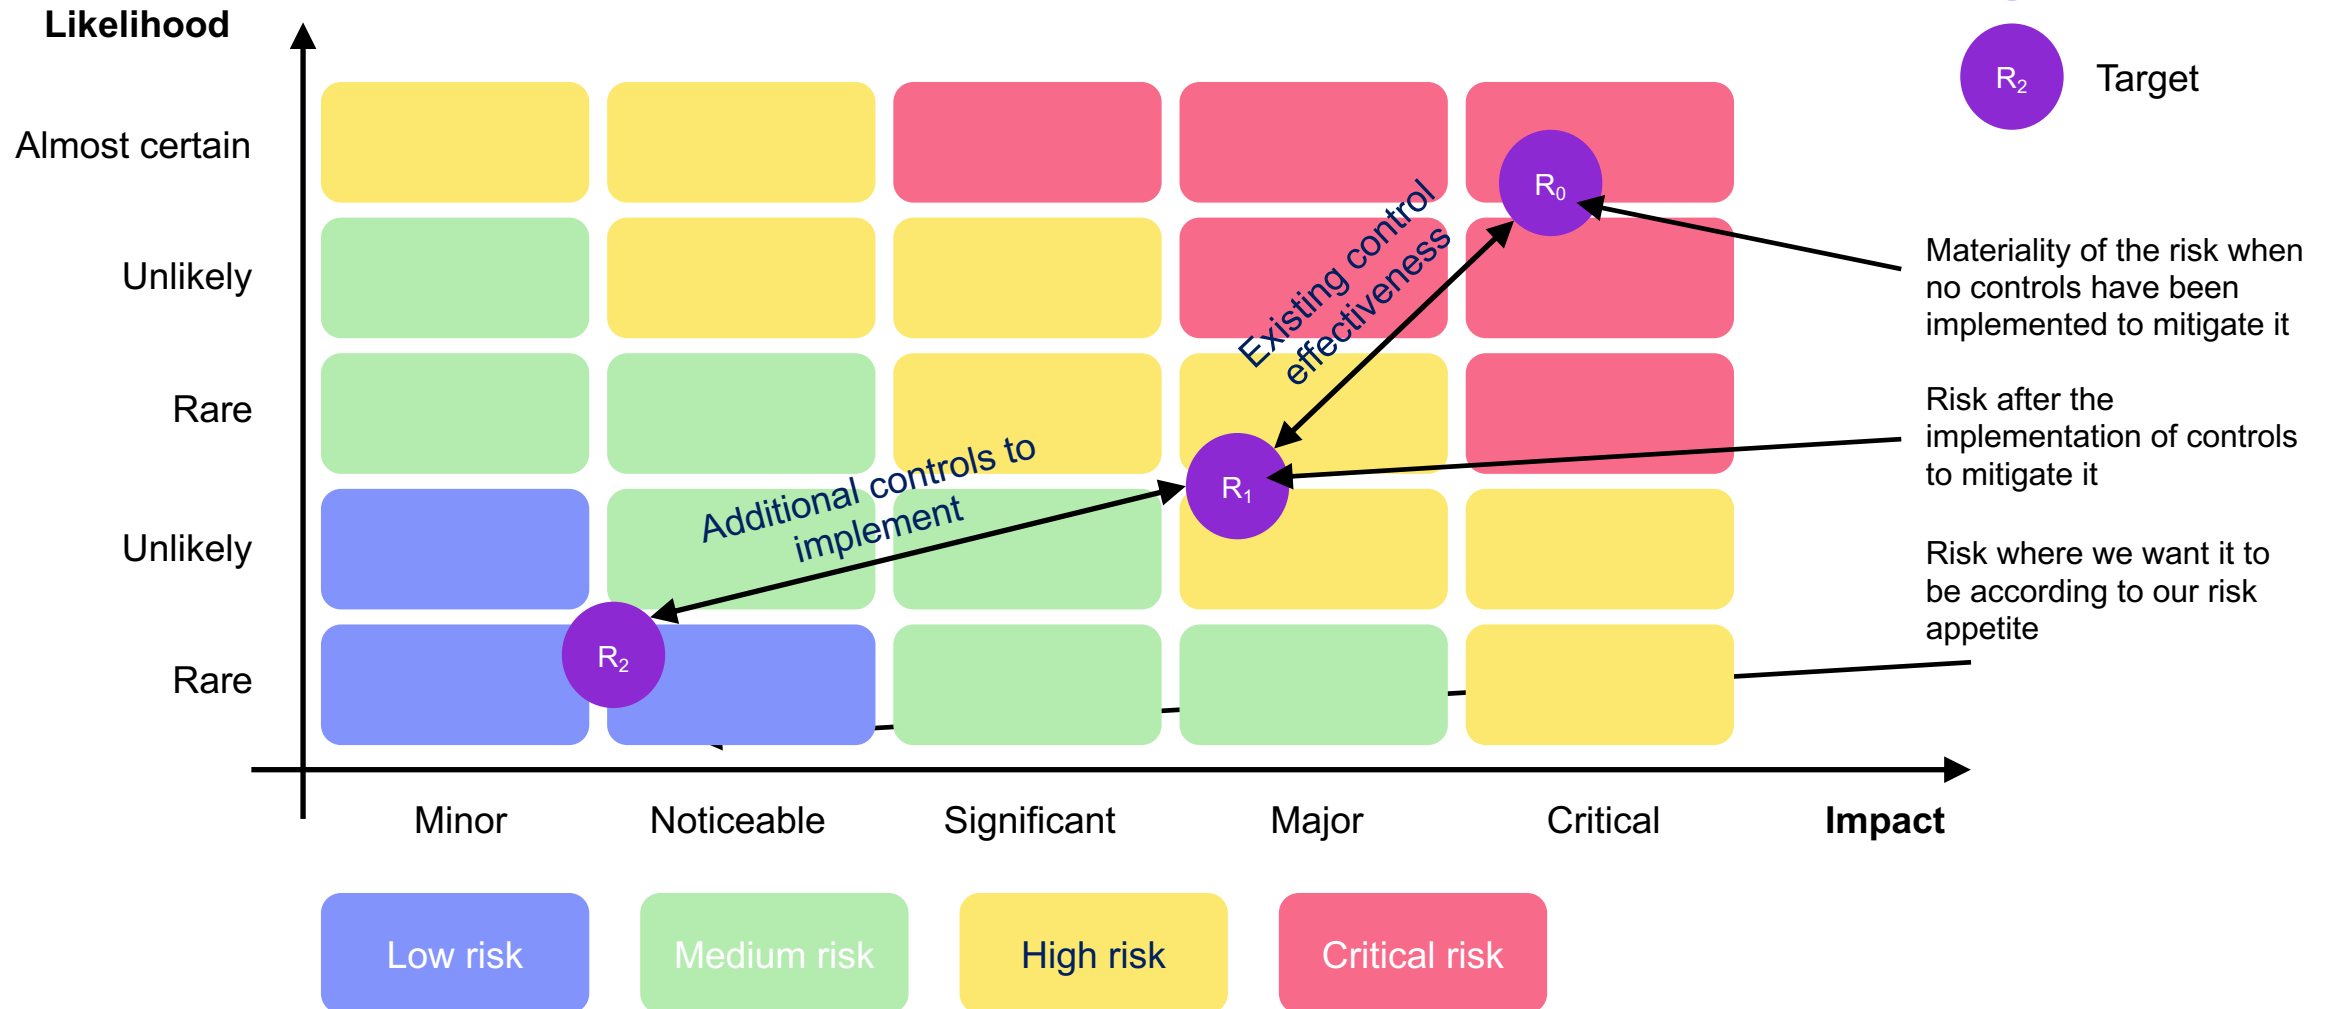 Likelihood
R2
Target
Almost certain
R0
Unlikely
Existing control
effectiveness
Materiality of the risk when
no controls have been
implemented to mitigate it
Rare
Risk after the
implementation of controls
to mitigate it
Additional controls to
implement
R1
Unlikely
Risk where we want it to
be according to our risk
appetite
Rare
R2
Minor
Noticeable
Significant
Major
Critical
Impact
Low risk
Medium risk
High risk
Critical risk